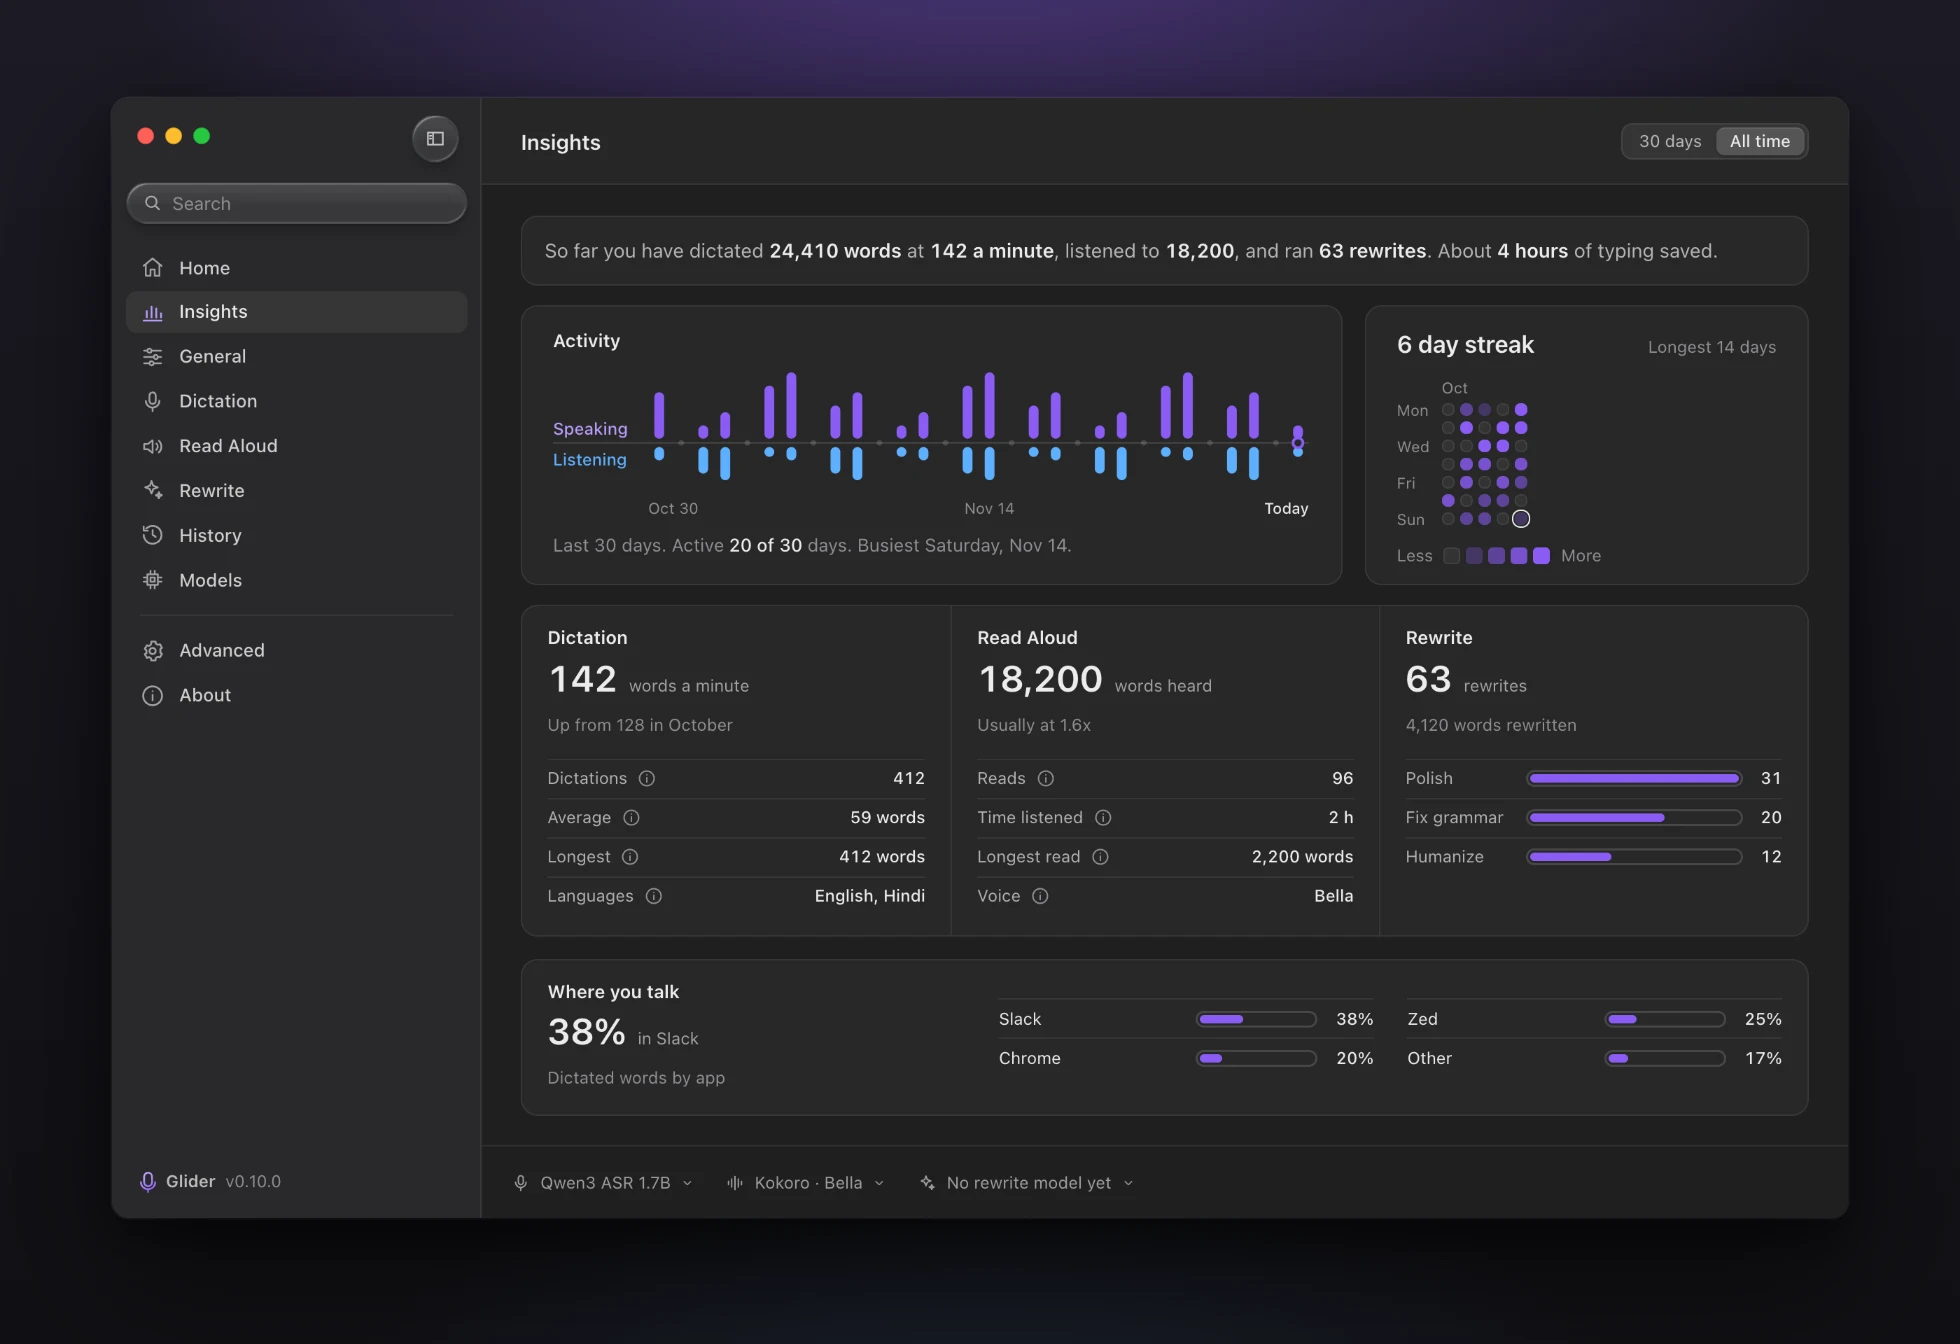 Search
Home
Insights
General
Dictation
Read Aloud
Rewrite
History
Models
Advanced
About
Glider v0.10.0
Insights
30 days
All time
So far you have dictated 24,410 words at 142 a minute, listened to 18,200, and ran 63 rewrites. About 4 hours of typing saved.
Activity
Speaking
Listening
Oct 30
Nov 14
Today
Last 30 days. Active 20 of 30 days. Busiest Saturday, Nov 14.
6 day streak
Longest 14 days
Oct
Mon
Wed
Fri
Sun
Less
More
Dictation
142 words a minute
Up from 128 in October
Dictations 412
Average 59 words
Longest 412 words
Languages English, Hindi
Read Aloud
18,200 words heard
Usually at 1.6x
Reads 96
Time listened 2 h
Longest read 2,200 words
Voice Bella
Rewrite
63 rewrites
4,120 words rewritten
Polish 31
Fix grammar 20
Humanize 12
Where you talk
38% in Slack
Dictated words by app
Slack 38%
Zed 25%
Chrome 20%
Other 17%
Qwen3 ASR 1.7B
Kokoro · Bella
No rewrite model yet